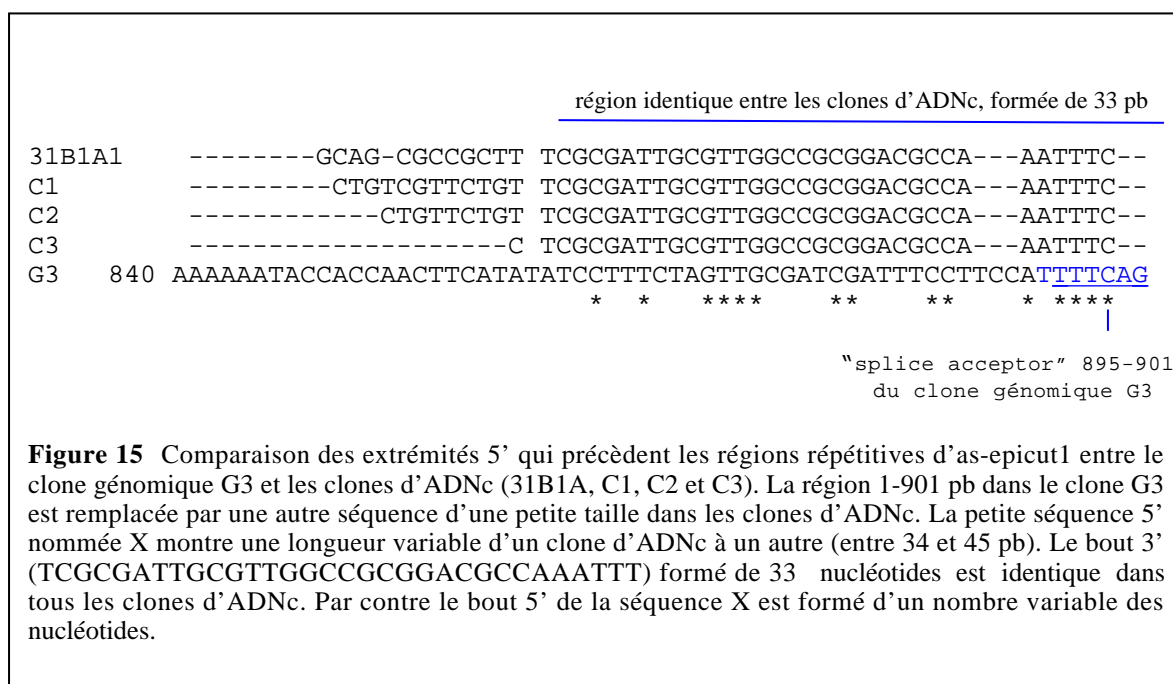 région identique entre les clones d'ADNc, formée de 33 pb
31B1A1 --------GCAG-CGCCGCTT TCGCGATTGCGTTGGCCGCGGACGCCA---AATTTC--
C1 ---------CTGTCGTTCTGT TCGCGATTGCGTTGGCCGCGGACGCCA---AATTTC--
C2 ------------CTGTTCTGT TCGCGATTGCGTTGGCCGCGGACGCCA---AATTTC--
C3 --------------------C TCGCGATTGCGTTGGCCGCGGACGCCA---AATTTC--
G3 840 AAAAAATACCACCAACTTCATATATCCTTTCTAGTTGCGATCGATTTCCTTCCATTTTCAG
* * **** ** ** * ****
"splice acceptor" 895-901
du clone génomique G3
Figure 15 Comparaison des extrémités 5' qui précèdent les régions répétitives d'as-epicut1 entre le
clone génomique G3 et les clones d'ADNc (31B1A, C1, C2 et C3). La région 1-901 pb dans le clone G3
est remplacée par une autre séquence d'une petite taille dans les clones d'ADNc. La petite séquence 5'
nommée X montre une longueur variable d'un clone d'ADNc à un autre (entre 34 et 45 pb). Le bout 3'
(TCGCGATTGCGTTGGCCGCGGACGCCAAATTT) formé de 33 nucléotides est identique dans
tous les clones d'ADNc. Par contre le bout 5' de la séquence X est formé d'un nombre variable des
nucléotides.